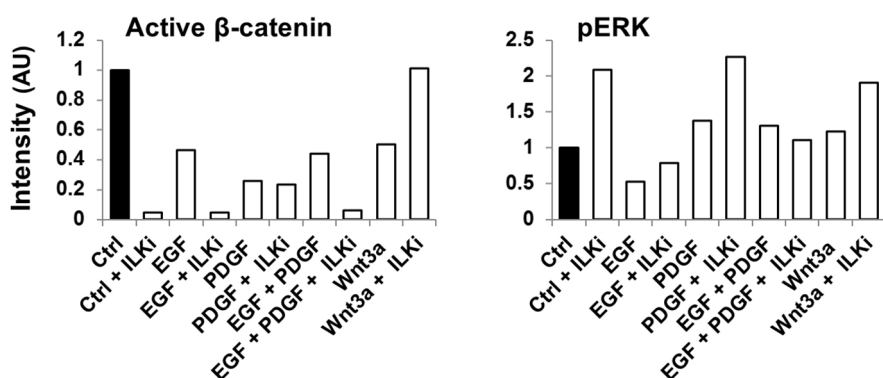 Active β-catenin
Intensity (AU)
1.2
1
0.8
0.6
0.4
0.2
0
Ctrl
Ctrl + ILKi
EGF
EGF + ILKi
PDGF
PDGF + ILKi
EGF + PDGF
EGF + PDGF + ILKi
Wnt3a
Wnt3a + ILKi
pERK
2.5
2
1.5
1
0.5
0
Ctrl
Ctrl + ILKi
EGF
EGF + ILKi
PDGF
PDGF + ILKi
EGF + PDGF
EGF + PDGF + ILKi
Wnt3a
Wnt3a + ILKi